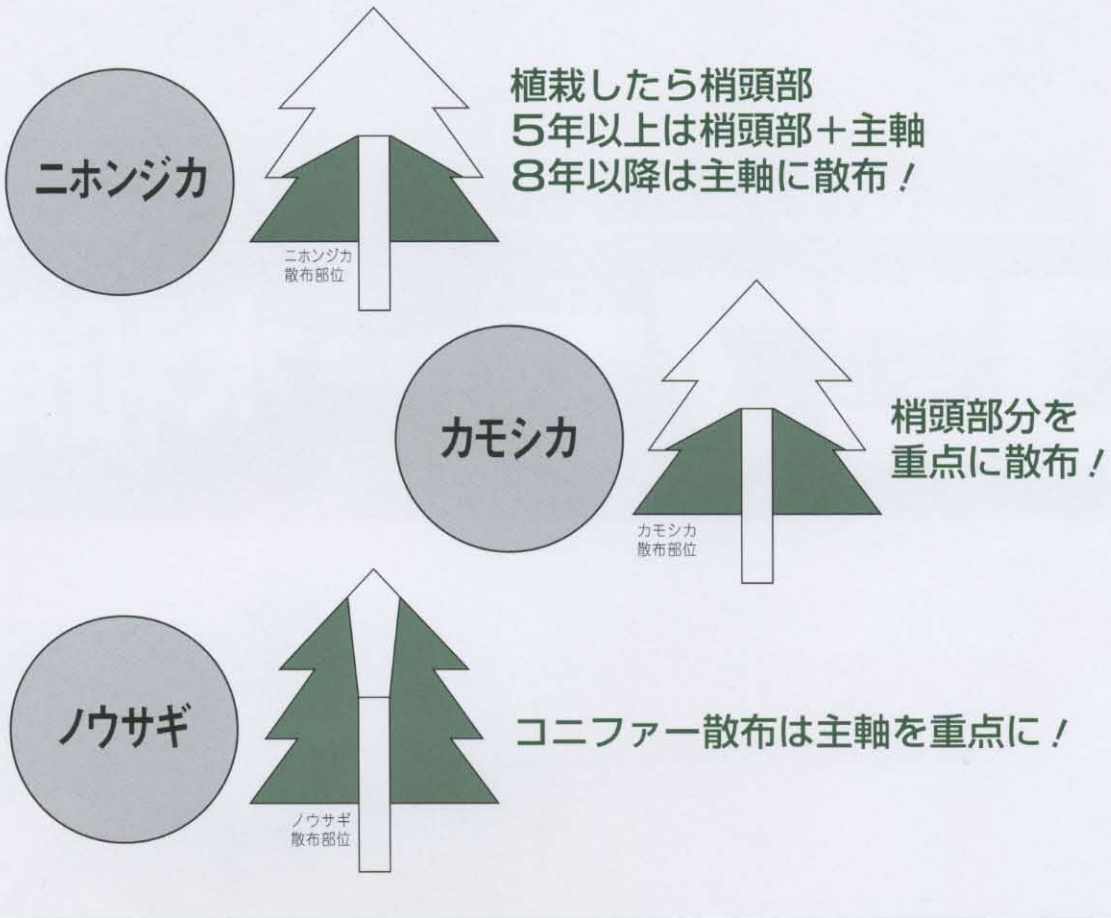 ニホンジカ
植栽したら梢頭部
5年以上は梢頭部+主軸
8年以降は主軸に散布!
ニホンジカ
散布部位
カモシカ
梢頭部分を
重点に散布!
カモシカ
散布部位
ノウサギ
コニファー散布は主軸を重点に!
ノウサギ
散布部位